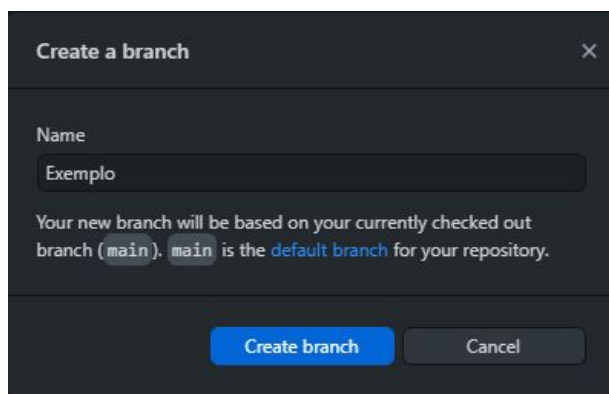 Create a branch
Name
Exemplo
Your new branch will be based on your currently checked out
branch (main). main is the default branch for your repository.
Create branch
Cancel